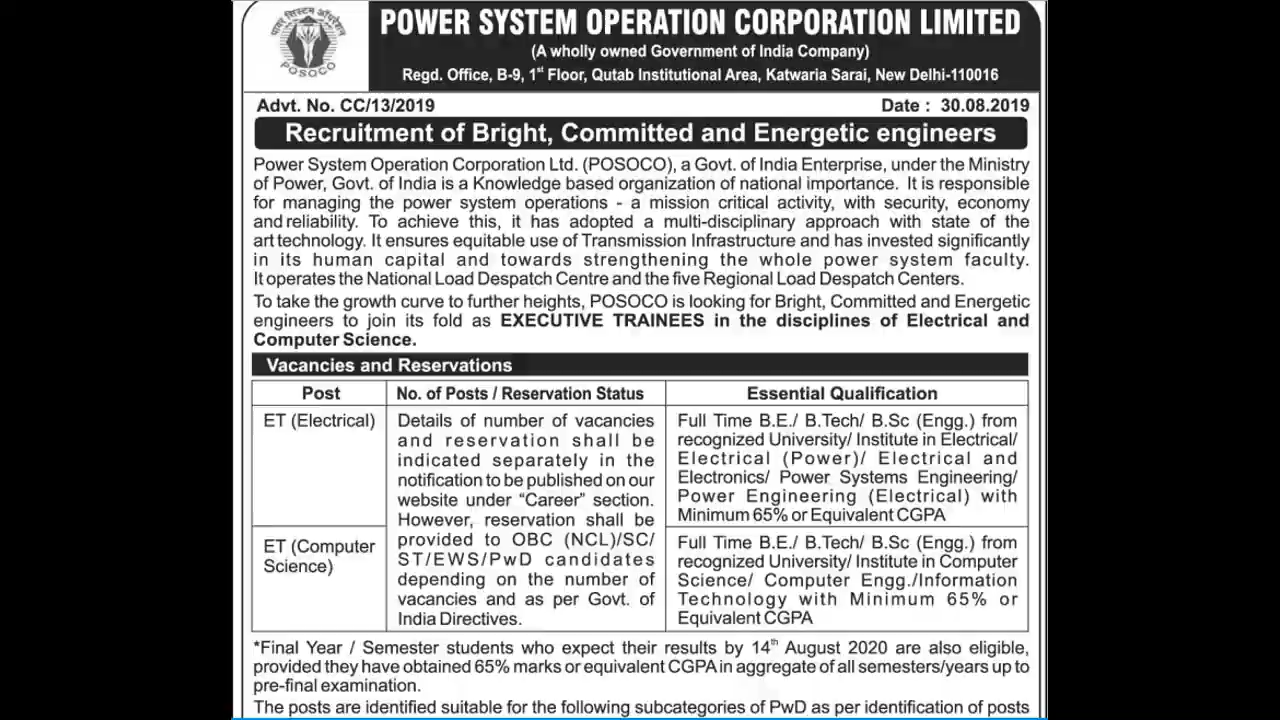 POWER SYSTEM OPERATION CORPORATION LIMITED
(A wholly owned Government of India Company)
Regd. Office, B-9, 1st Floor, Qutab Institutional Area, Katwaria Sarai, New Delhi-110016
पावर सिस्टम ऑपरेशन
POSOCO
Advt. No. CC/13/2019
Date : 30.08.2019
Recruitment of Bright, Committed and Energetic engineers
Power System Operation Corporation Ltd. (POSOCO), a Govt. of India Enterprise, under the Ministry
of Power, Govt. of India is a Knowledge based organization of national importance. It is responsible
for managing the power system operations - a mission critical activity, with security, economy
and reliability. To achieve this, it has adopted a multi-disciplinary approach with state of the
art technology. It ensures equitable use of Transmission Infrastructure and has invested significantly
in its human capital and towards strengthening the whole power system faculty.
It operates the National Load Despatch Centre and the five Regional Load Despatch Centers.
To take the growth curve to further heights, POSOCO is looking for Bright, Committed and Energetic
engineers to join its fold as EXECUTIVE TRAINEES in the disciplines of Electrical and
Computer Science.
Vacancies and Reservations
Post
No. of Posts / Reservation Status
Essential Qualification
ET (Electrical)
Details of number of vacancies
and reservation shall be
indicated separately in the
notification to be published on our
website under “Career” section.
However, reservation shall be
provided to OBC (NCL)/SC/
ST/EWS/PwD candidates
depending on the number of
vacancies and as per Govt. of
India Directives.
Full Time B.E./ B.Tech/ B.Sc (Engg.) from
recognized University/ Institute in Electrical/
Electrical (Power)/ Electrical and
Electronics/ Power Systems Engineering/
Power Engineering (Electrical) with
Minimum 65% or Equivalent CGPA
ET (Computer
Science)
Full Time B.E./ B.Tech/ B.Sc (Engg.) from
recognized University/ Institute in Computer
Science/ Computer Engg./Information
Technology with Minimum 65% or
Equivalent CGPA
*Final Year / Semester students who expect their results by 14th August 2020 are also eligible,
provided they have obtained 65% marks or equivalent CGPA in aggregate of all semesters/years up to
pre-final examination.
The posts are identified suitable for the following subcategories of PwD as per identification of posts